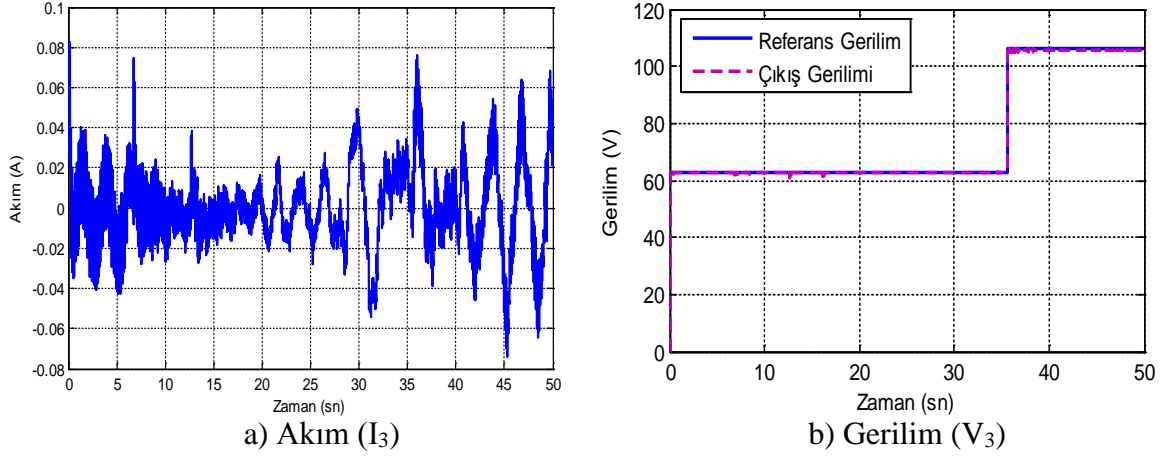 0.1
0.08
0.06
0.04
0.02
0
-0.02
-0.04
-0.06
-0.08
Akım (A)
0 5 10 15 20 25 30 35 40 45 50
Zaman (sn)
a) Akım (I₃)
120
100
80
60
40
20
0
Gerilim (V)
Referans Gerilim
Çıkış Gerilimi
0 10 20 30 40 50
Zaman (sn)
b) Gerilim (V₃)